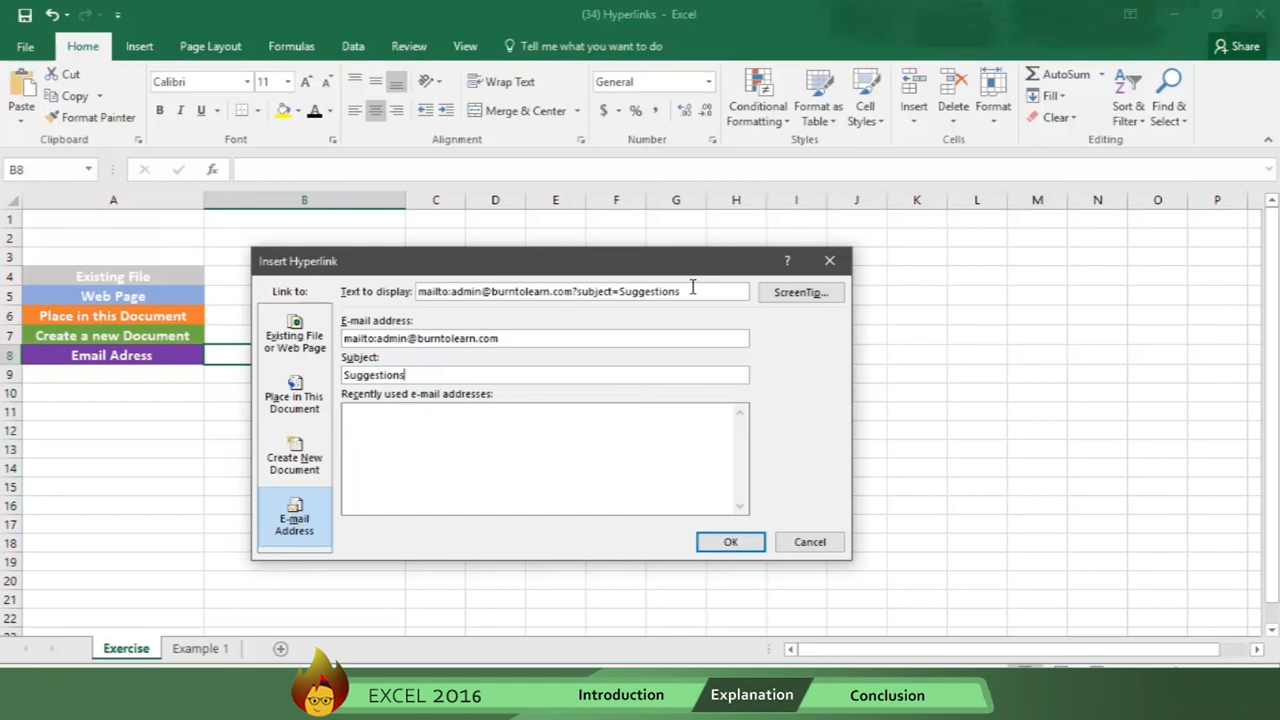 (34) Hyperlinks - Excel
File Home Insert Page Layout Formulas Data Review View Tell me what you want to do Share
Paste Cut Copy Format Painter Clipboard
Calibri 11 B I U A Font
Wrap Text Merge & Center Alignment
General $ % , Number
Conditional Formatting Format as Table Cell Styles Styles
Insert Delete Format Cells
AutoSum Fill Clear Sort & Filter Find & Select Editing
B8 fx
A B C D E F G H I J K L M N O P
1
2
3
4 Existing File
5 Web Page
6 Place in this Document
7 Create a new Document
8 Email Adress
9
10
11
12
13
14
15
16
17
18
19
20
21
22
23
Insert Hyperlink ?
Link to: Text to display: mailto:admin@burntolearn.com?subject=Suggestions ScreenTip...
Existing File or Web Page
Place in This Document
Create New Document
E-mail Address
E-mail address:
mailto:admin@burntolearn.com
Subject:
Suggestions
Recently used e-mail addresses:
OK Cancel
Exercise Example 1
EXCEL 2016 Introduction Explanation Conclusion